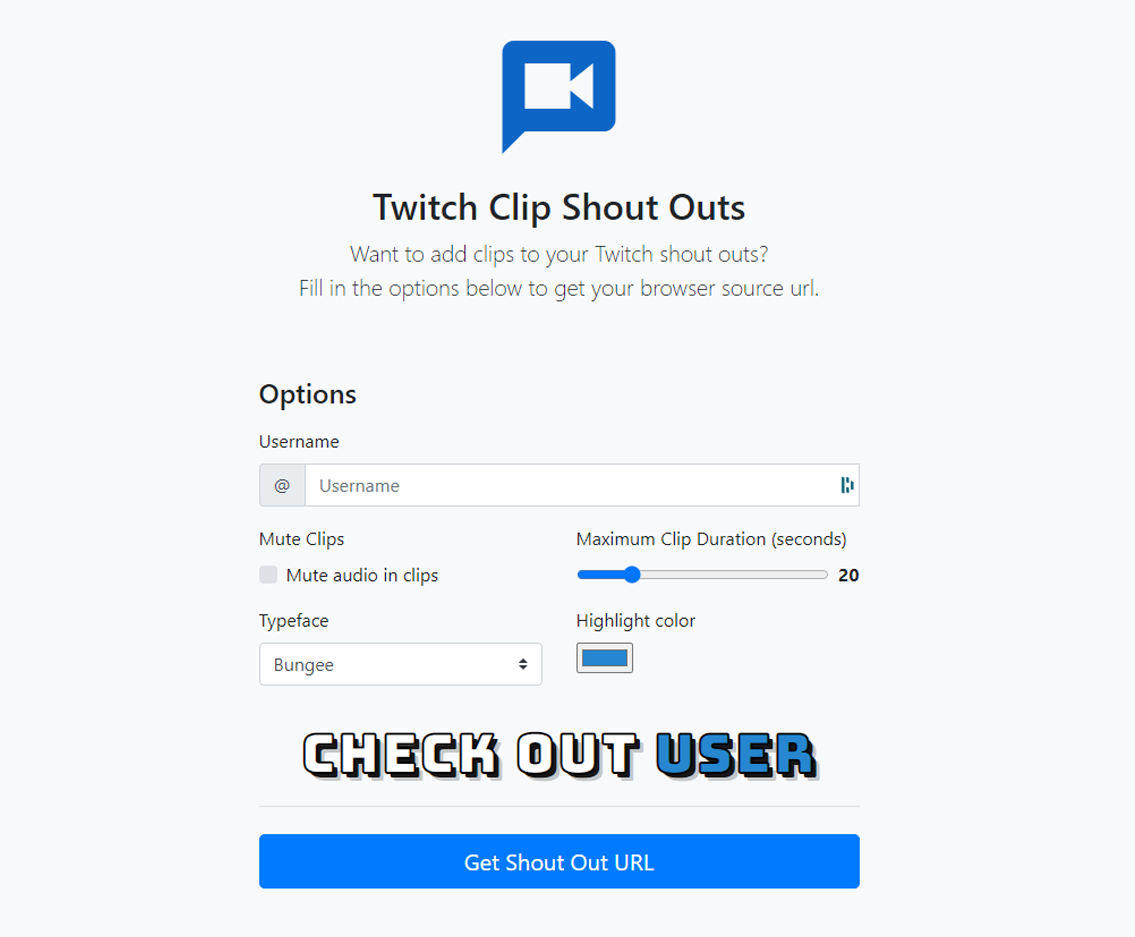 Twitch Clip Shout Outs
Want to add clips to your Twitch shout outs?
Fill in the options below to get your browser source url.
Options
Username
@ Username
Mute Clips
Maximum Clip Duration (seconds)
Mute audio in clips
20
Typeface
Highlight color
Bungee
CHECK OUT USER
Get Shout Out URL